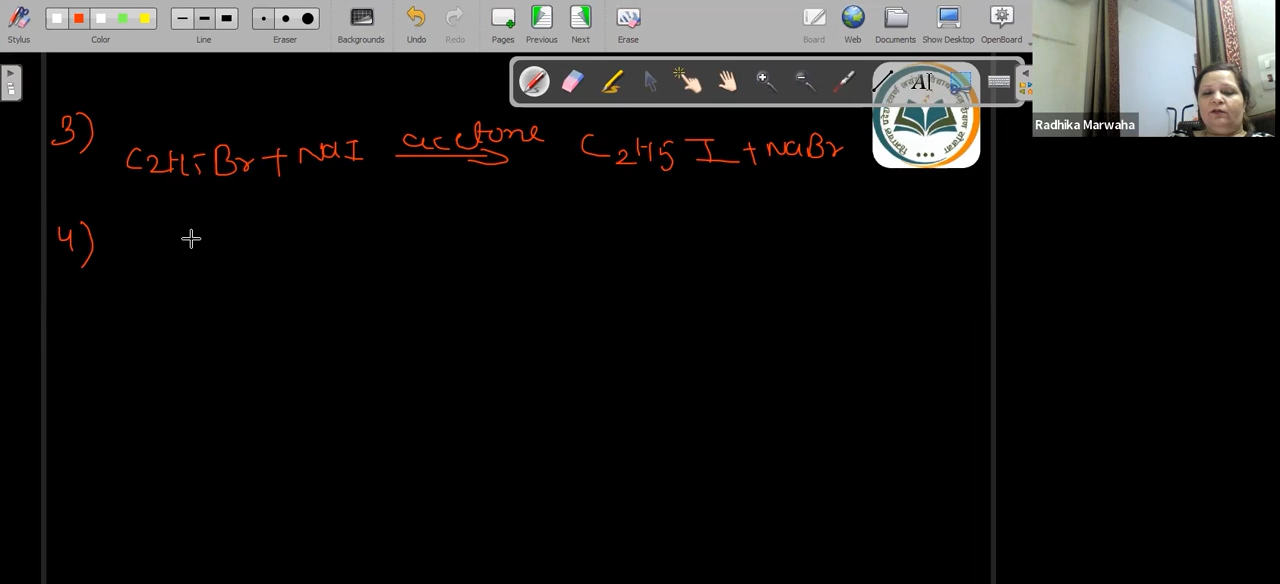 Stylus Color Line Eraser Backgrounds Undo Redo Pages Previous Next Erase Board Web Documents Show Desktop OpenBoard
AI
Radhika Marwaha
3) C2H5Br + NaI acetone C2H5I + NaBr
4)